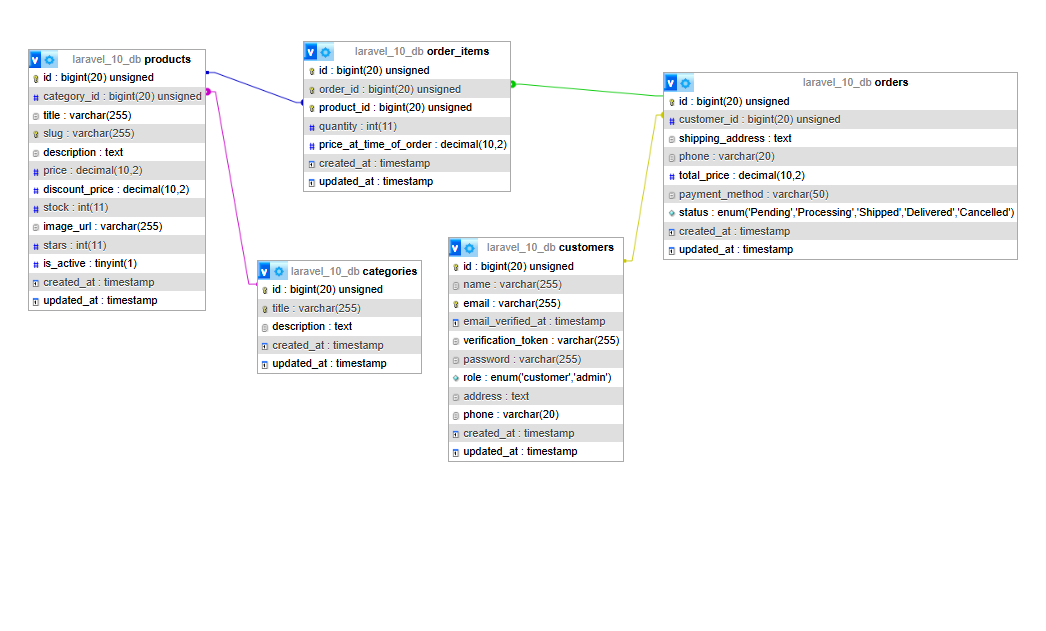 laravel_10_db products
id : bigint(20) unsigned
category_id : bigint(20) unsigned
title : varchar(255)
slug : varchar(255)
description : text
price : decimal(10,2)
discount_price : decimal(10,2)
stock : int(11)
image_url : varchar(255)
stars : int(11)
is_active : tinyint(1)
created_at : timestamp
updated_at : timestamp
laravel_10_db order_items
id : bigint(20) unsigned
order_id : bigint(20) unsigned
product_id : bigint(20) unsigned
quantity : int(11)
price_at_time_of_order : decimal(10,2)
created_at : timestamp
updated_at : timestamp
laravel_10_db orders
id : bigint(20) unsigned
customer_id : bigint(20) unsigned
shipping_address : text
phone : varchar(20)
total_price : decimal(10,2)
payment_method : varchar(50)
status : enum('Pending','Processing','Shipped','Delivered','Cancelled')
created_at : timestamp
updated_at : timestamp
laravel_10_db categories
id : bigint(20) unsigned
title : varchar(255)
description : text
created_at : timestamp
updated_at : timestamp
laravel_10_db customers
id : bigint(20) unsigned
name : varchar(255)
email : varchar(255)
email_verified_at : timestamp
verification_token : varchar(255)
password : varchar(255)
role : enum('customer','admin')
address : text
phone : varchar(20)
created_at : timestamp
updated_at : timestamp